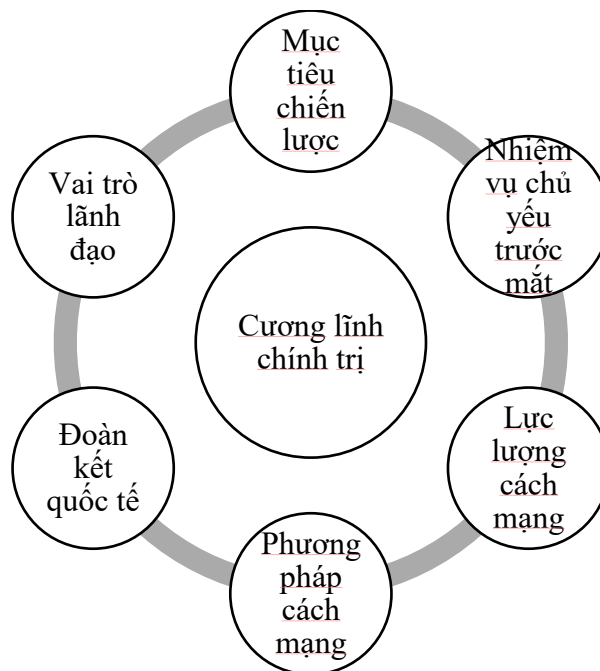 Mục
tiêu
chiến
lược
Nhiệm
vụ chủ
yếu
trước
mắt
Lực
lượng
cách
mạng
Phương
pháp
cách
mạng
Đoàn
kết
quốc tế
Vai trò
lãnh
đạo
Cương lĩnh
chính trị